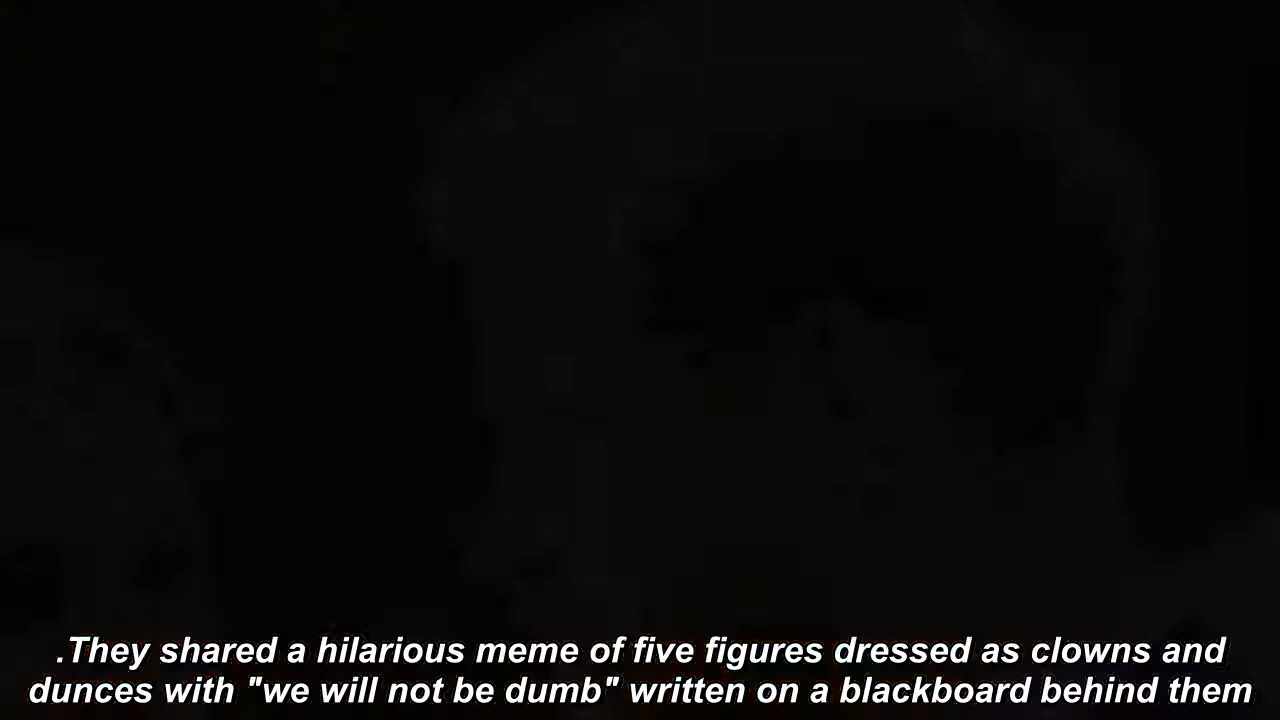 .They shared a hilarious meme of five figures dressed as clowns and
dunces with "we will not be dumb" written on a blackboard behind them